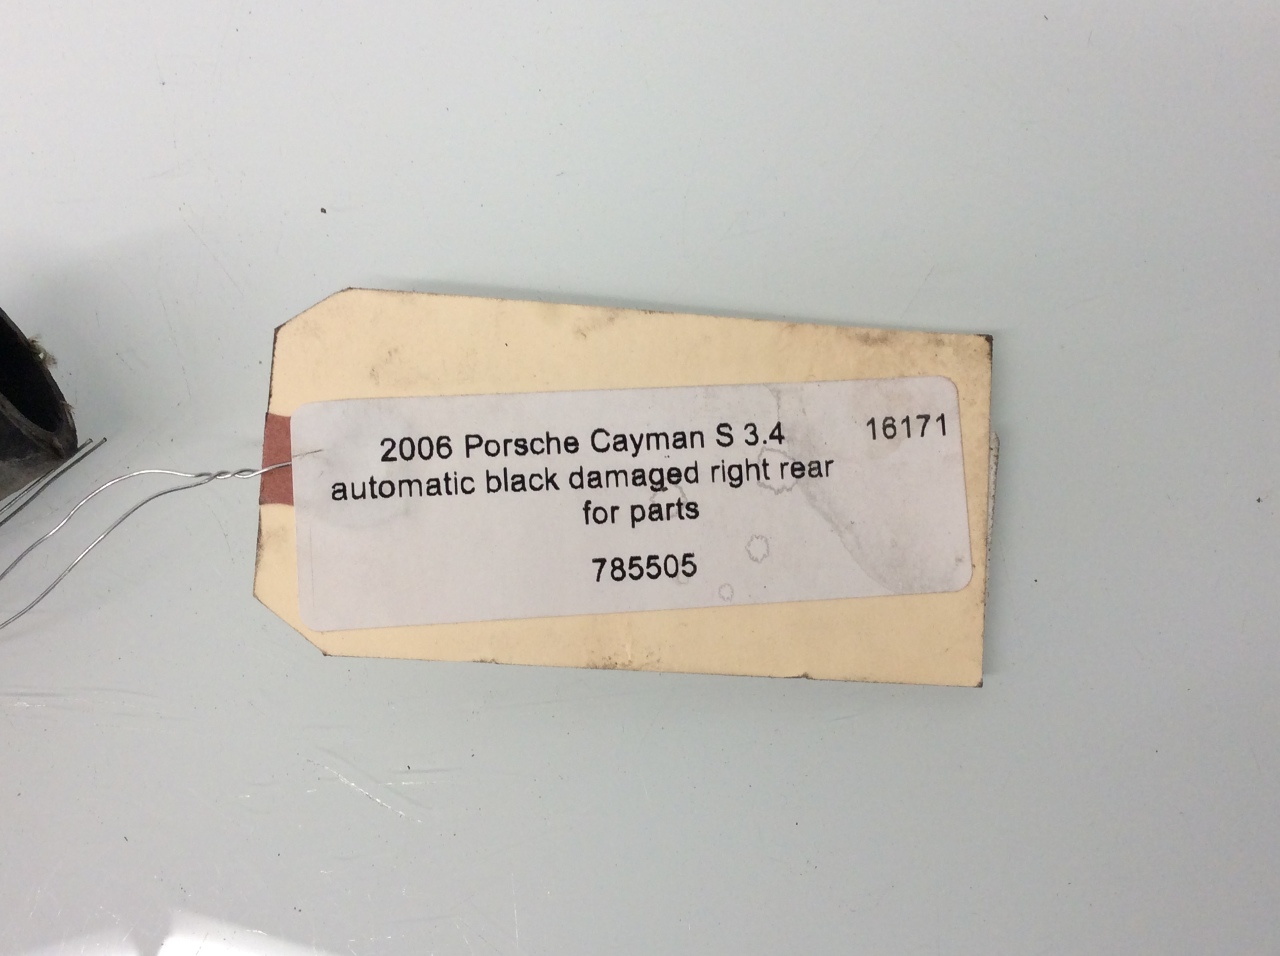 2006 Porsche Cayman S 3.4 16171
automatic black damaged right rear
for parts
785505